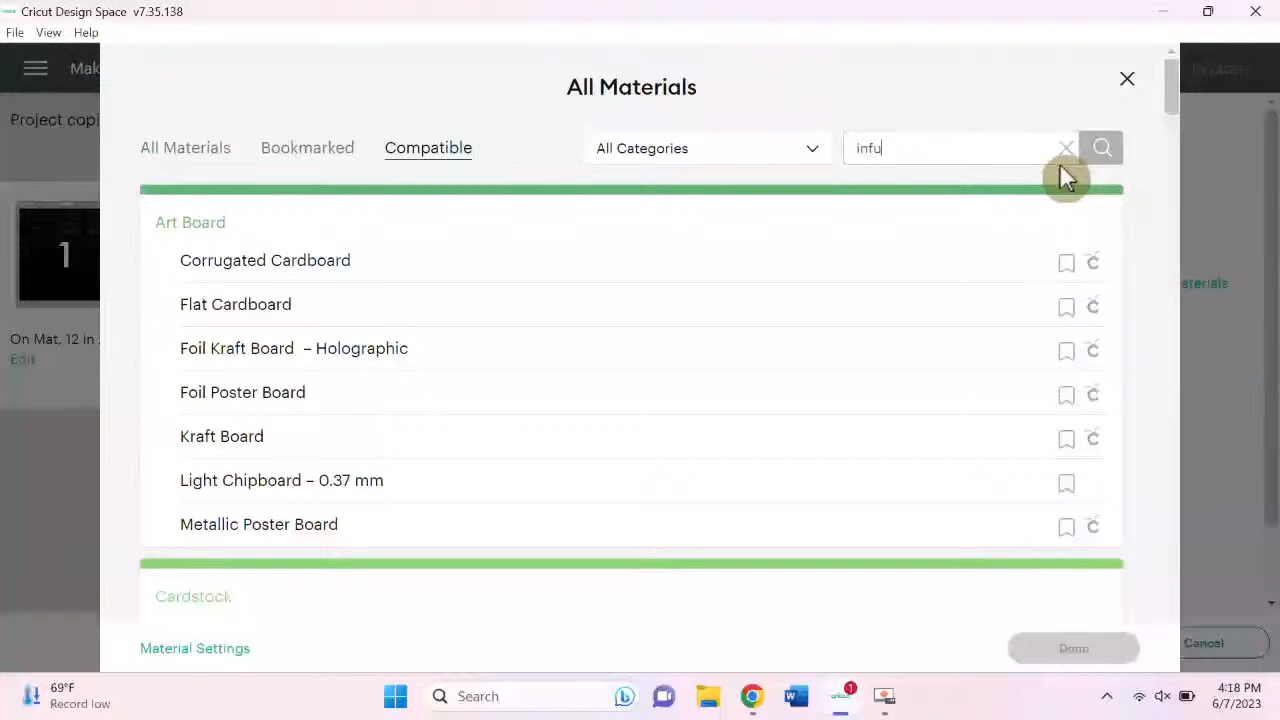 Cricut Design Space v7.35.138
File View Help
All Materials
Project copi
All Materials Bookmarked Compatible All Categories infu
Art Board
Corrugated Cardboard
1
Flat Cardboard
aterials
On Mat, 12 in
Edit
Foil Kraft Board – Holographic
Foil Poster Board
Kraft Board
Light Chipboard – 0.37 mm
Metallic Poster Board
Cardstock
Material Settings Done Cancel
69°F
Record low
Search
cricut
1
4:18 PM
6/7/2023